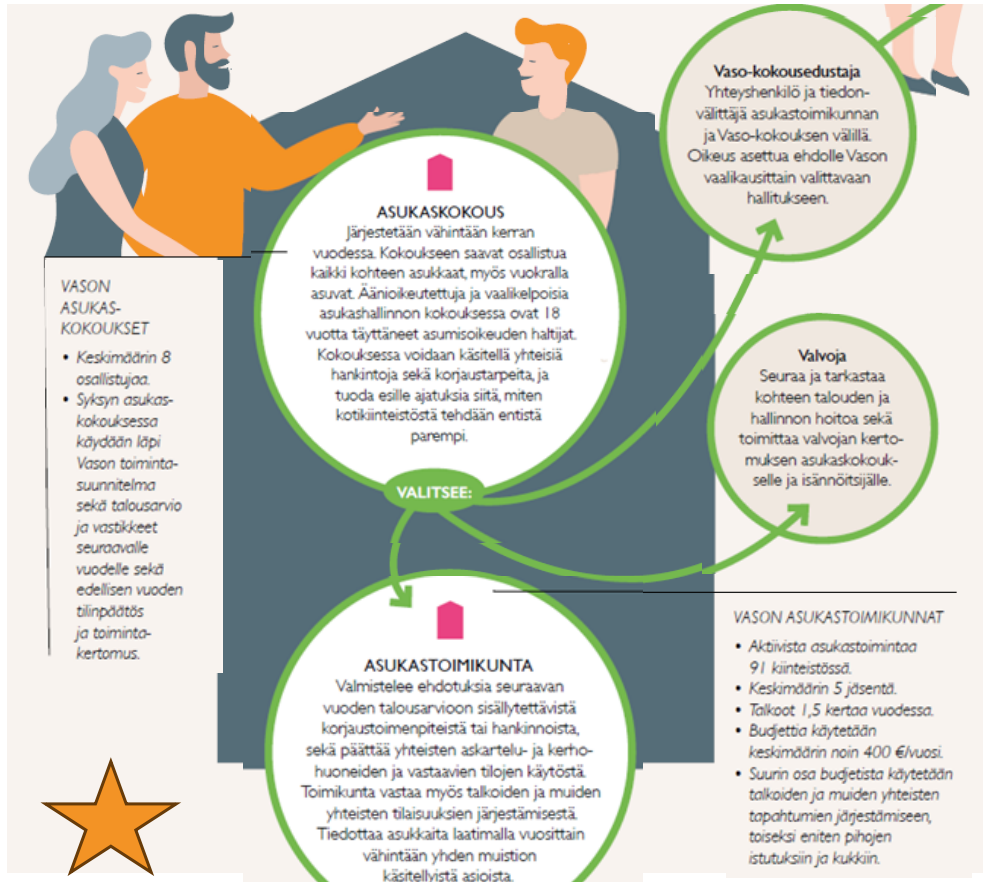 Vaso-kokousedustaja
Yhteyshenkilö ja tiedon-
välittäjä asukastoimikunnan
ja Vaso-kokouksen välillä.
Oikeus asettua ehdolle Vason
vaalikausittain valittavaan
hallitukseen.
ASUKASKOKOUS
Järjestetään vähintään kerran
vuodessa. Kokoukseen saavat osallistua
kaikki kohteen asukkaat, myös vuokralla
asuvat. Äänioikeutettuja ja vaalikelpoisia
asukashallinnon kokouksessa ovat 18
vuotta täyttäneet asumisoikeuden haltijat.
Kokouksessa voidaan käsitellä yhteisiä
hankintoja sekä korjaustarpeita, ja
tuoda esille ajatuksia siitä, miten
kotikiinteistöstä tehdään entistä
parempi.
VASON
ASUKAS-
KOKOUKSET
• Keskimäärin 8
osallistujaa.
• Syksyn asukas-
kokouksessa
käydään läpi
Vason toiminta-
suunnitelma
sekä talousarvio
ja vastikkeet
seuraavalle
vuodelle sekä
edellisen vuoden
tilinpäätös
ja toiminta-
kertomus.
Valvoja
Seuraa ja tarkastaa
kohteen talouden ja
hallinnon hoitoa sekä
toimittaa valvojan kerto-
muksen asukaskokouk-
selle ja isännöitsijälle.
VALITSEE:
ASUKASTOIMIKUNTA
Valmistelee ehdotuksia seuraavan
vuoden talousarvioon sisällytettävistä
korjaustoimenpiteistä tai hankinnoista,
sekä päättää yhteisten askartelu- ja kerho-
huoneiden ja vastaavien tilojen käytöstä.
Toimikunta vastaa myös talkoiden ja muiden
yhteisten tilaisuuksien järjestämisestä.
Tiedottaa asukkaita laatimalla vuosittain
vähintään yhden muistion
käsitellyistä asioista.
VASON ASUKASTOIMIKUNNAT
• Aktiivista asukastoimintaa
91 kiinteistössä.
• Keskimäärin 5 jäsentä.
• Talkoot 1,5 kertaa vuodessa.
• Budjettia käytetään
keskimäärin noin 400 €/vuosi.
• Suurin osa budjetista käytetään
talkoiden ja muiden yhteisten
tapahtumien järjestämiseen,
toiseksi eniten pihojen
istutuksiin ja kukkiin.